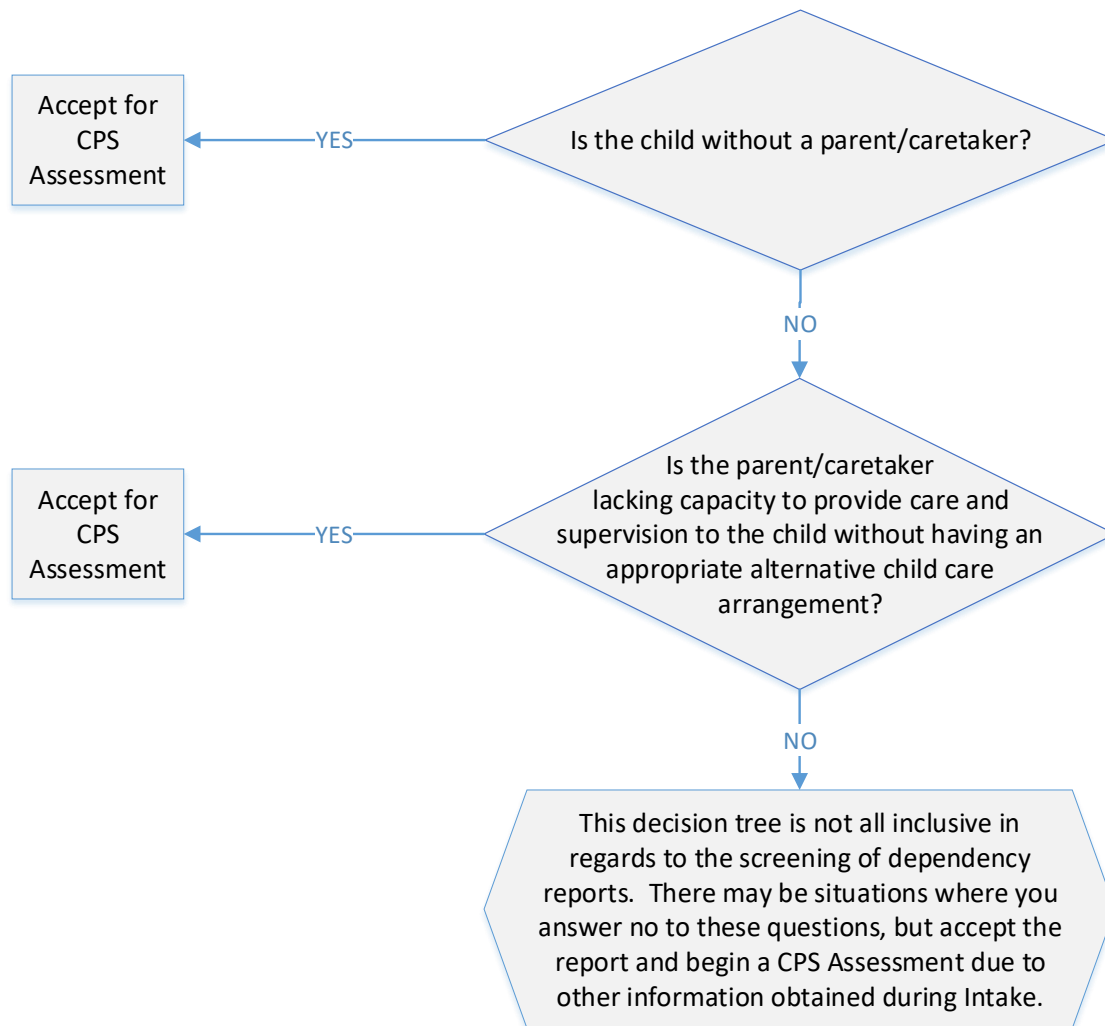 Is the child without a parent/caretaker?
YES
Accept for
CPS
Assessment
NO
Is the parent/caretaker
lacking capacity to provide care and
supervision to the child without having an
appropriate alternative child care
arrangement?
YES
Accept for
CPS
Assessment
NO
This decision tree is not all inclusive in
regards to the screening of dependency
reports.  There may be situations where you
answer no to these questions, but accept the
report and begin a CPS Assessment due to
other information obtained during Intake.